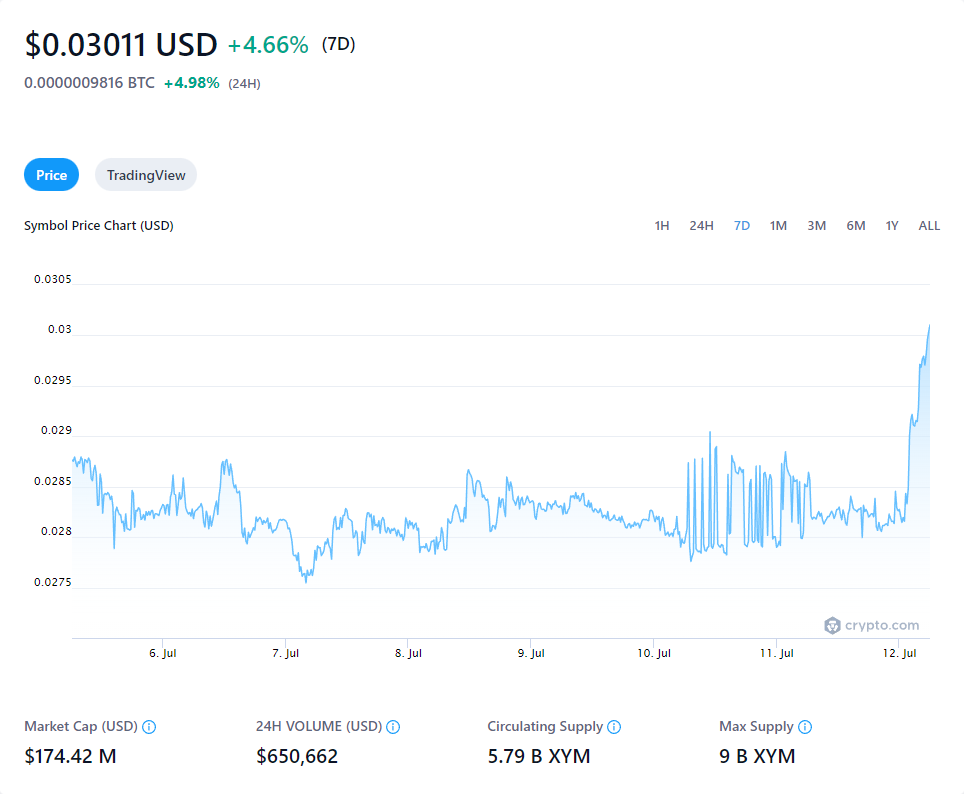 $0.03011 USD +4.66% (7D)
0.0000009816 BTC +4.98% (24H)
Price TradingView
Symbol Price Chart (USD) 1H 24H 7D 1M 3M 6M 1Y ALL
0.0305
0.03
0.0295
0.029
0.0285
0.028
0.0275
crypto.com
6. Jul 7. Jul 8. Jul 9. Jul 10. Jul 11. Jul 12. Jul
Market Cap (USD) 24H VOLUME (USD) Circulating Supply Max Supply
$174.42 M $650,662 5.79 B XYM 9 B XYM